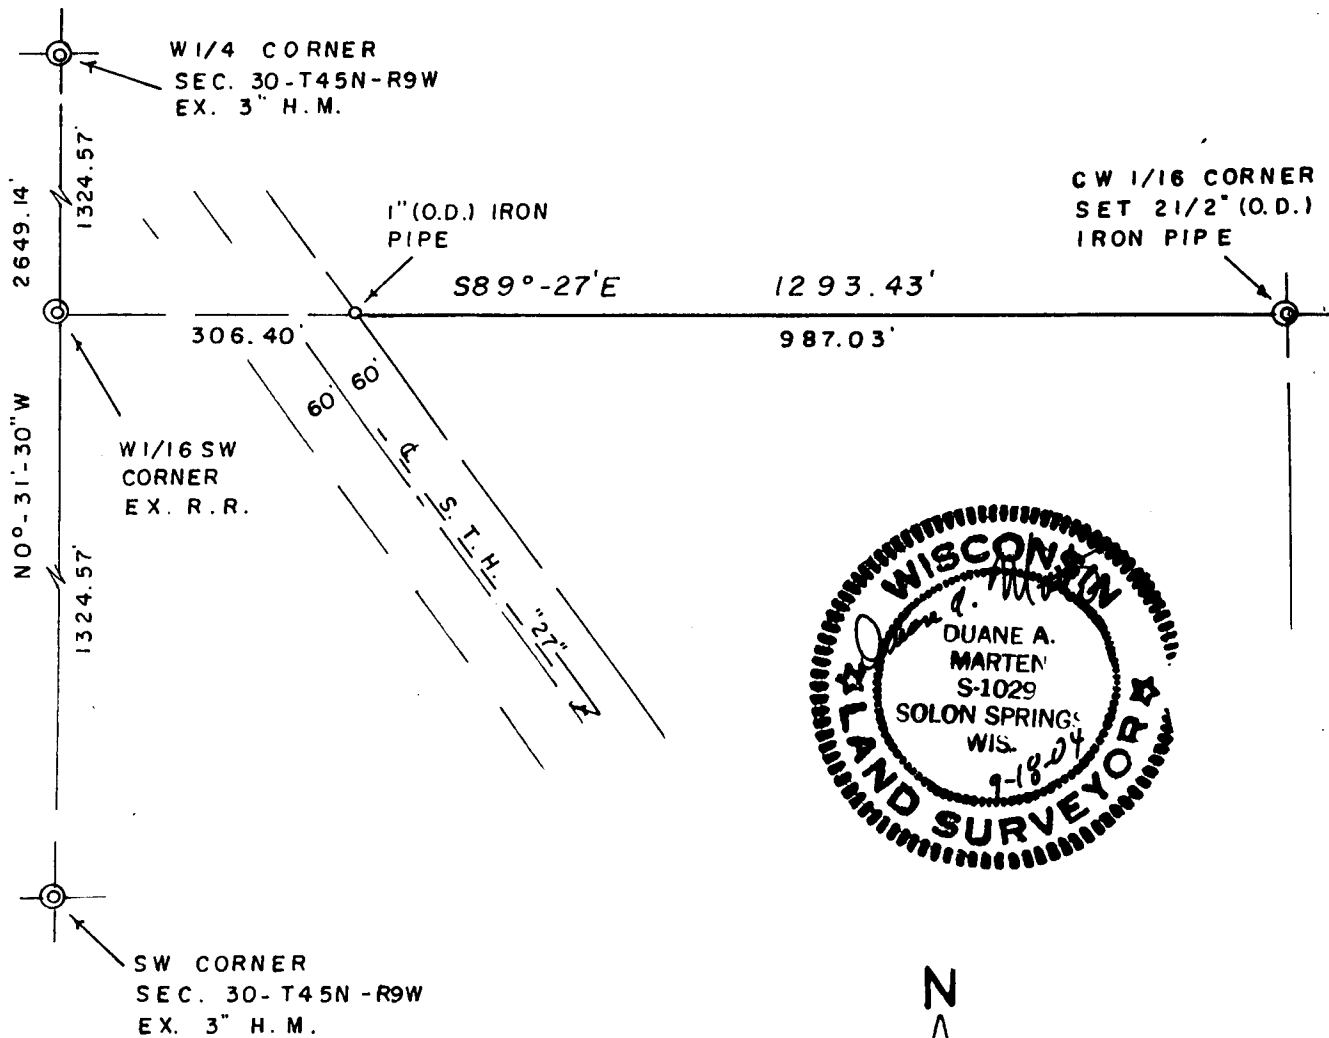 W1/4 CORNER
SEC. 30-T45N-R9W
EX. 3" H.M.
1324.57'
2649.14'
1"(O.D.) IRON
PIPE
CW 1/16 CORNER
SET 2 1/2" (O.D.)
IRON PIPE
S89°-27'E 1293.43'
306.40' 987.03'
60' 60'
W1/16 SW
CORNER
EX. R.R.
N0°-31'-30"W
1324.57'
℄ S. T. H. "27"
WISCONSIN
Duane A. Marten
DUANE A.
MARTEN
S-1029
SOLON SPRINGS
WIS.
9-18-04
LAND SURVEYOR
SW CORNER
SEC. 30-T45N-R9W
EX. 3" H.M.
N